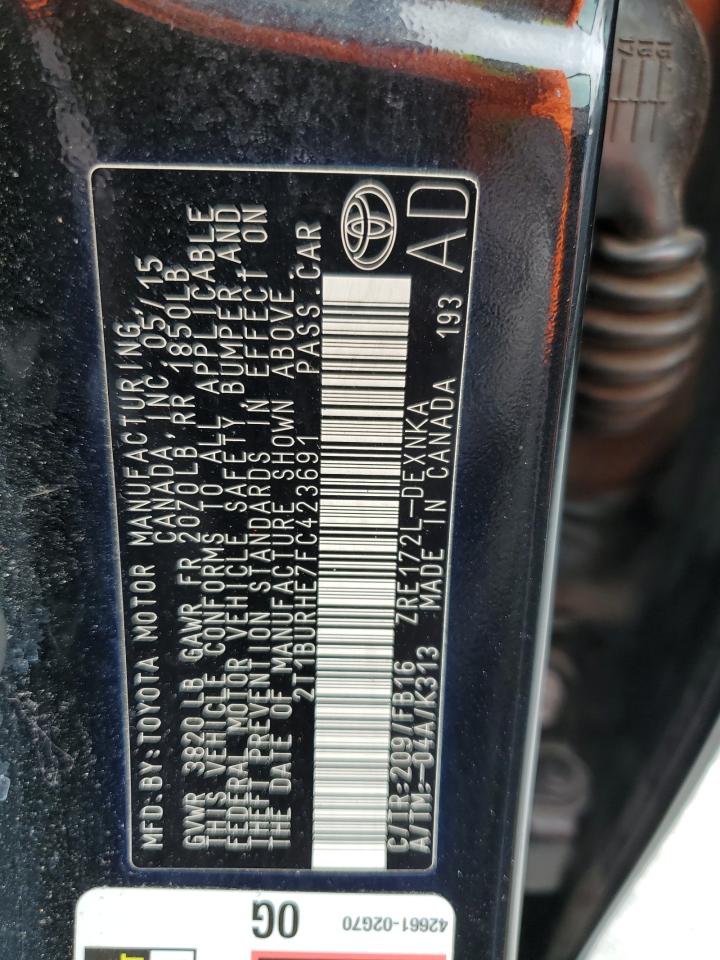 MFD.BY:TOYOTA MOTOR MANUFACTURING
CANADA, INC. 05/15
GVWR 3820LB GAWR FR 2070LB, RR 1850LB
THIS VEHICLE CONFORMS TO ALL APPLICABLE
FEDERAL MOTOR VEHICLE SAFETY BUMPER, AND
THEFT PREVENTION STANDARDS IN EFFECT ON
THE DATE OF MANUFACTURE SHOWN ABOVE.
2T1BURHE7FC423691 PASS.CAR
C/TR:209/FB16 ZRE172L-DEXNKA
A/TM:-04A/K313 MADE IN CANADA 193
AD
0G
42661-02G70